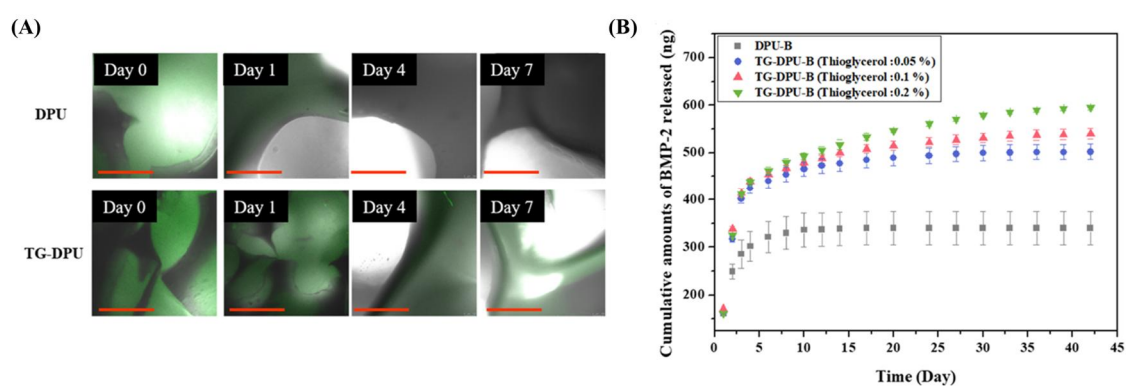 (A)
Day 0
Day 1
Day 4
Day 7
DPU
Day 0
Day 1
Day 4
Day 7
TG-DPU
(B)
Cumulative amounts of BMP-2 released (ng)
750
700
600
500
400
300
200
100
DPU-B
TG-DPU-B (Thioglycerol :0.05 %)
TG-DPU-B (Thioglycerol :0.1 %)
TG-DPU-B (Thioglycerol :0.2 %)
0 5 10 15 20 25 30 35 40 45
Time (Day)